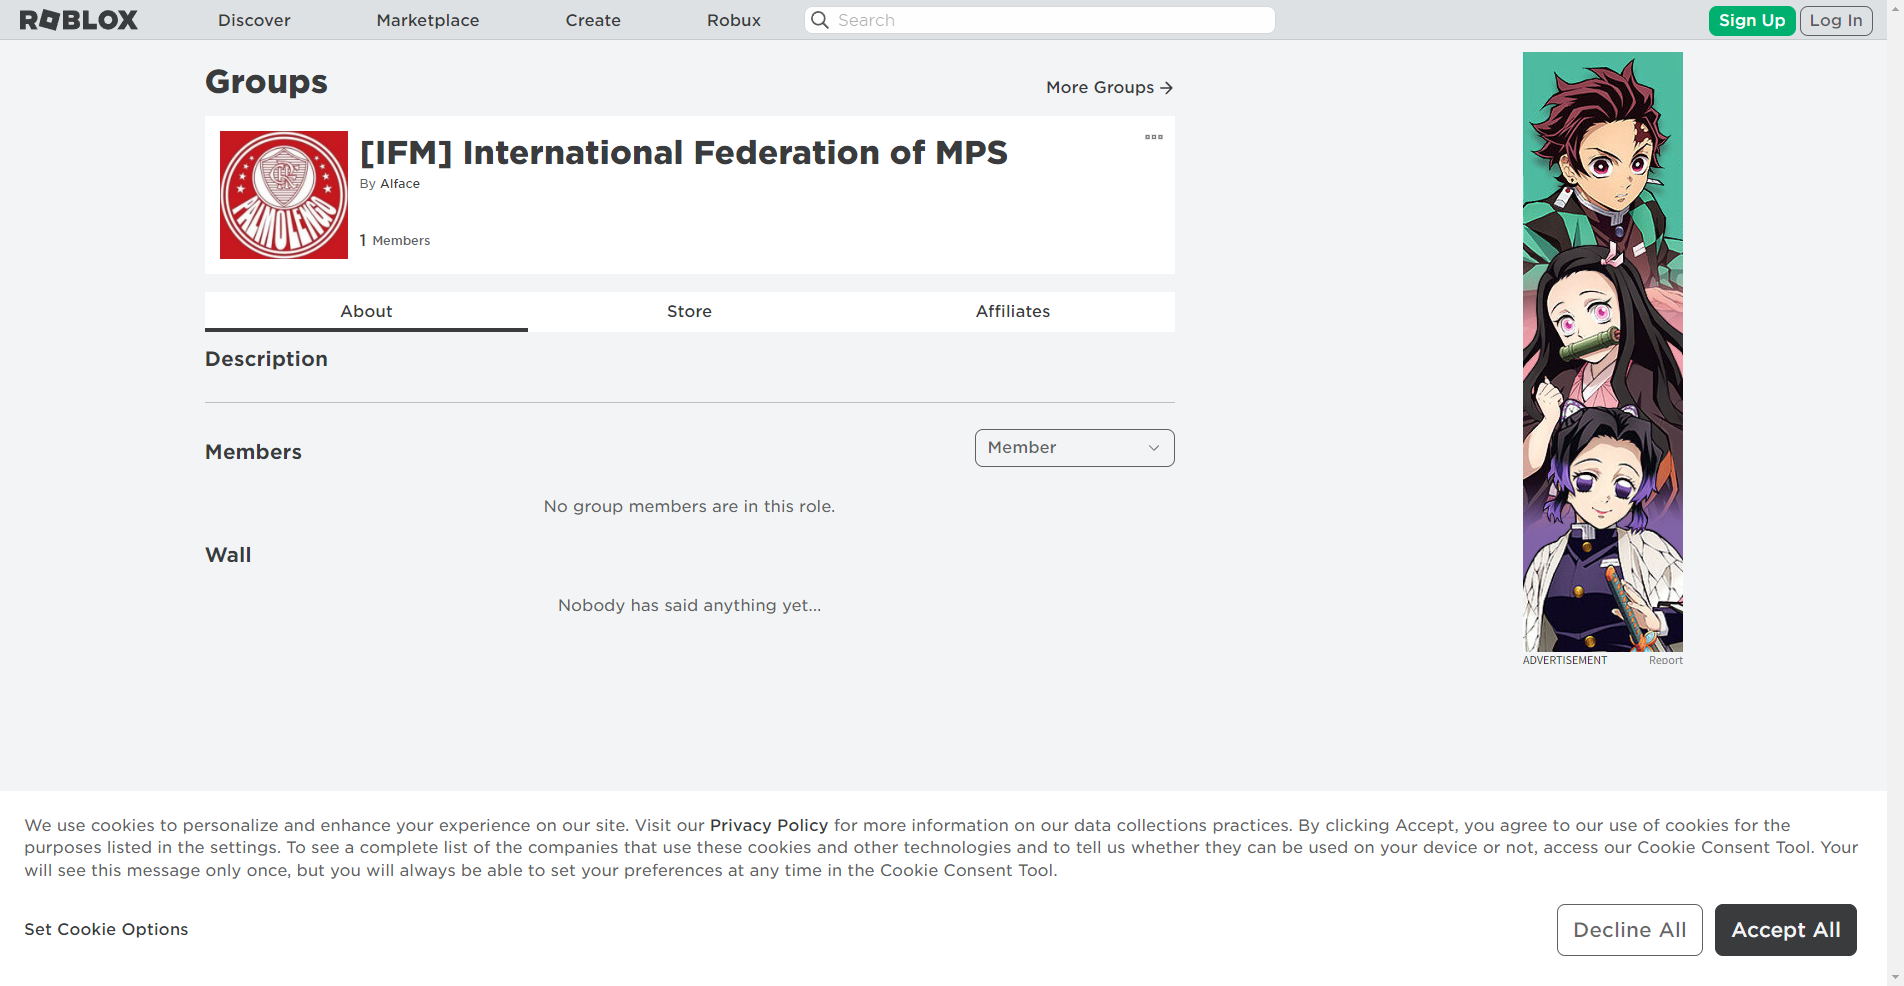 ROBLOX
Discover
Marketplace
Create
Robux
Search
Sign Up
Log In
Groups
More Groups
[IFM] International Federation of MPS
By Alface
1 Members
PALMOLENGO
About
Store
Affiliates
Description
Members
Member
No group members are in this role.
Wall
Nobody has said anything yet...
ADVERTISEMENT
Report
We use cookies to personalize and enhance your experience on our site. Visit our Privacy Policy for more information on our data collections practices. By clicking Accept, you agree to our use of cookies for the
purposes listed in the settings. To see a complete list of the companies that use these cookies and other technologies and to tell us whether they can be used on your device or not, access our Cookie Consent Tool. Your
will see this message only once, but you will always be able to set your preferences at any time in the Cookie Consent Tool.
Set Cookie Options
Decline All
Accept All